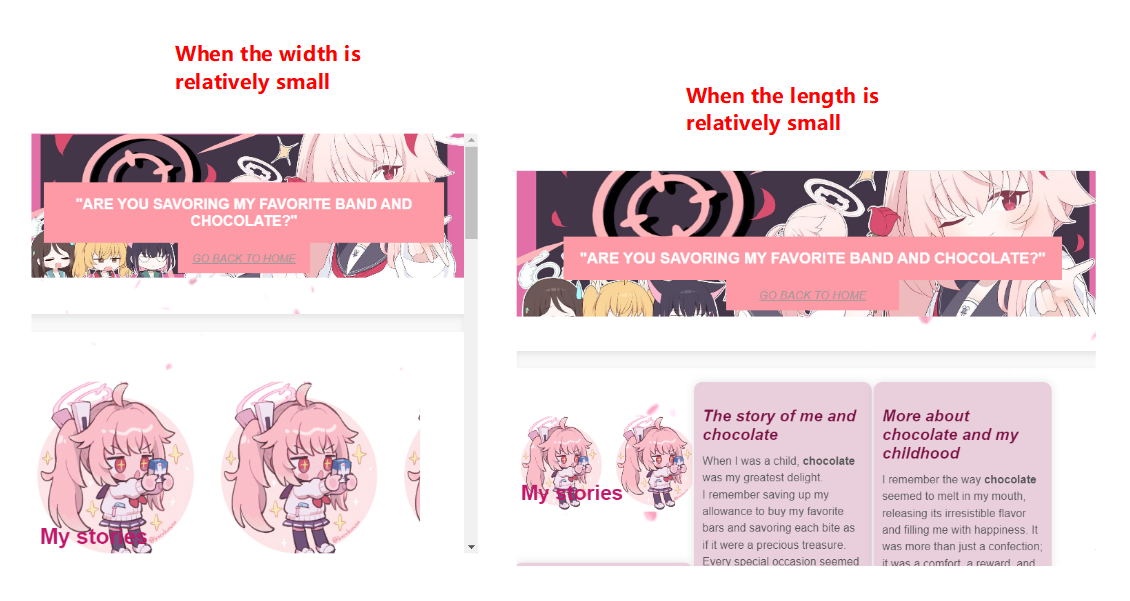 When the width is
relatively small
"ARE YOU SAVORING MY FAVORITE BAND AND
CHOCOLATE?"
GO BACK TO HOME
My stories
When the length is
relatively small
"ARE YOU SAVORING MY FAVORITE BAND AND CHOCOLATE?"
GO BACK TO HOME
My stories
The story of me and
chocolate
When I was a child, chocolate
was my greatest delight.
I remember saving up my
allowance to buy my favorite
bars and savoring each bite as
if it were a precious treasure.
Every special occasion seemed
More about
chocolate and my
childhood
I remember the way chocolate
seemed to melt in my mouth,
releasing its irresistible flavor
and filling me with happiness. It
was more than just a confection;
it was a comfort, a reward, and